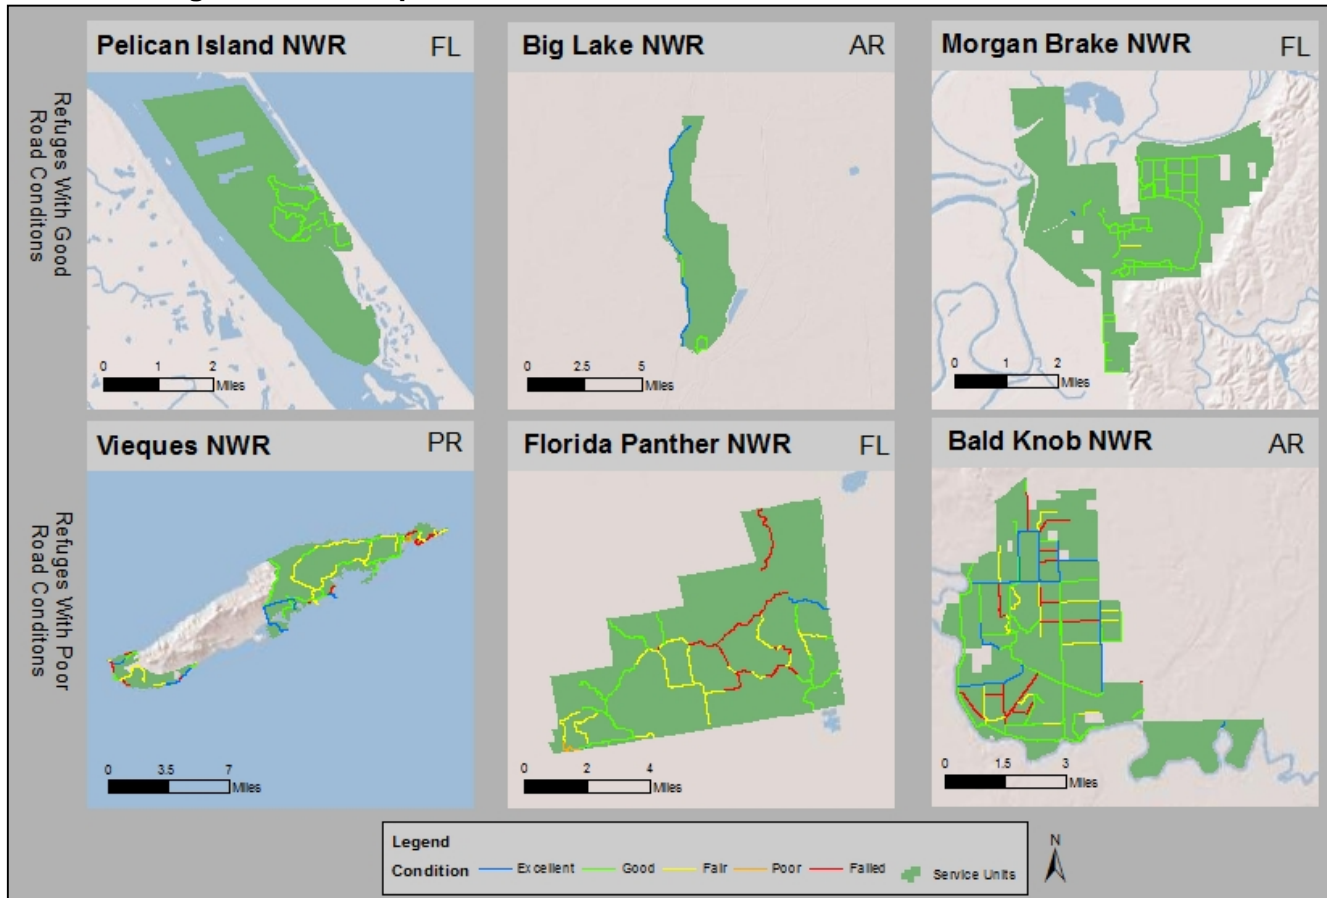 Refuges With Good
Road Conditons
Pelican Island NWR FL
0 1 2
Miles
Big Lake NWR AR
0 2.5 5
Miles
Morgan Brake NWR FL
0 1 2
Miles
Refuges With Poor
Road Conditons
Vieques NWR PR
0 3.5 7
Miles
Florida Panther NWR FL
0 2 4
Miles
Bald Knob NWR AR
0 1.5 3
Miles
Legend
Condition Excellent Good Fair Poor Failed Service Units
N